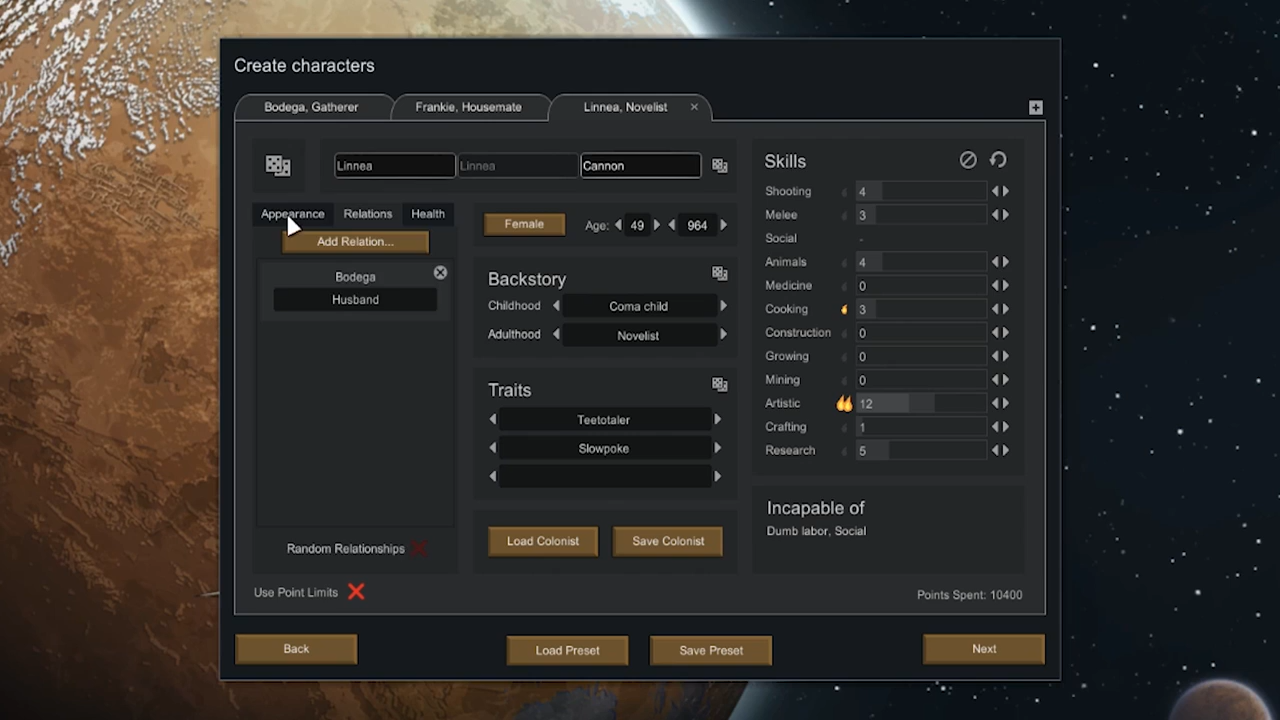 Create characters
Bodega, Gatherer
Frankie, Housemate
Linnea, Novelist
Linnea
Linnea
Cannon
Appearance
Relations
Health
Add Relation...
Bodega
Husband
Random Relationships
Female
Age:
49
964
Backstory
Childhood
Coma child
Adulthood
Novelist
Traits
Teetotaler
Slowpoke
Load Colonist
Save Colonist
Skills
Shooting 4
Melee 3
Social -
Animals 4
Medicine 0
Cooking 3
Construction 0
Growing 0
Mining 0
Artistic 12
Crafting 1
Research 5
Incapable of
Dumb labor, Social
Use Point Limits
Points Spent: 10400
Back
Load Preset
Save Preset
Next